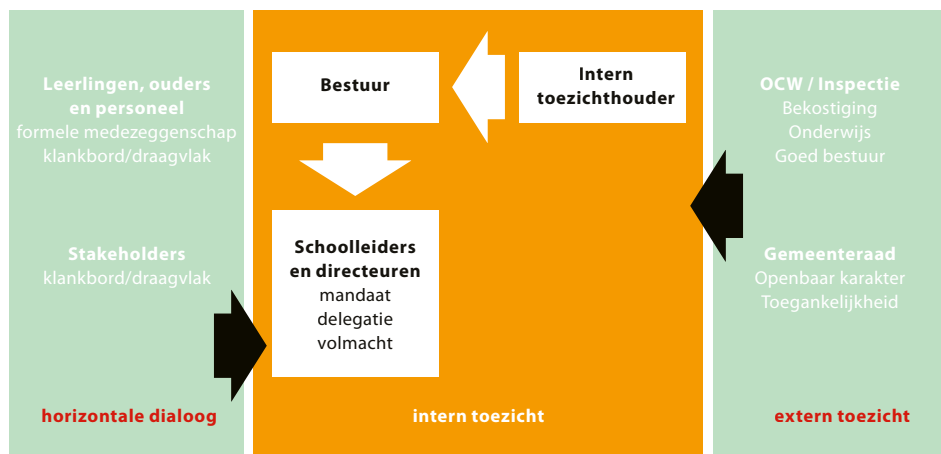 Leerlingen, ouders
en personeel
formele medezeggenschap
klankbord/draagvlak
Stakeholders
klankbord/draagvlak
horizontale dialoog
Bestuur
Intern
toezichthouder
Schoolleiders
en directeuren
mandaat
delegatie
volmacht
intern toezicht
OCW / Inspectie
Bekostiging
Onderwijs
Goed bestuur
Gemeenteraad
Openbaar karakter
Toegankelijkheid
extern toezicht